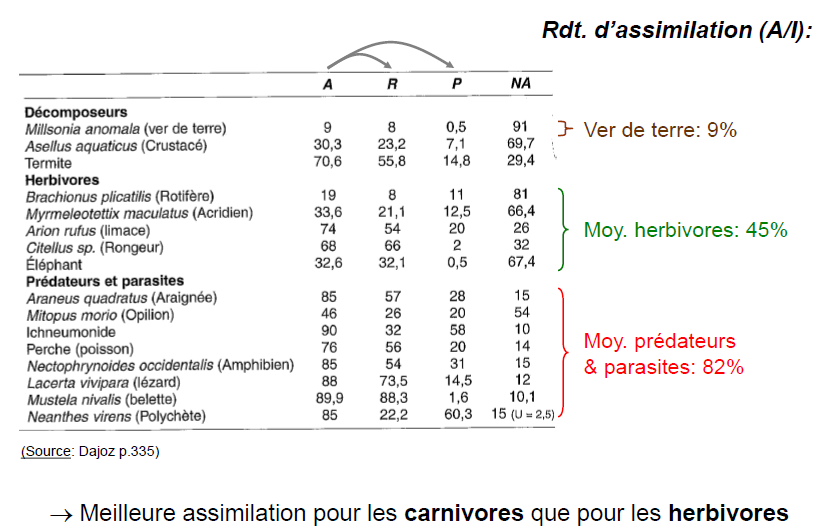 Rdt. d'assimilation (A/I):
A R P NA
Décomposeurs
Millsonia anomala (ver de terre) 9 8 0,5 91
Ver de terre: 9%
Asellus aquaticus (Crustacé) 30,3 23,2 7,1 69,7
Termite 70,6 55,8 14,8 29,4
Herbivores
Brachionus plicatilis (Rotifère) 19 8 11 81
Myrmeleotettix maculatus (Acridien) 33,6 21,1 12,5 66,4
Arion rufus (limace) 74 54 20 26
Moy. herbivores: 45%
Citellus sp. (Rongeur) 68 66 2 32
Éléphant 32,6 32,1 0,5 67,4
Prédateurs et parasites
Araneus quadratus (Araignée) 85 57 28 15
Mitopus morio (Opilion) 46 26 20 54
Ichneumonide 90 32 58 10
Perche (poisson) 76 56 20 14
Moy. prédateurs
& parasites: 82%
Nectophrynoides occidentalis (Amphibien) 85 54 31 15
Lacerta vivipara (lézard) 88 73,5 14,5 12
Mustela nivalis (belette) 89,9 88,3 1,6 10,1
Neanthes virens (Polychète) 85 22,2 60,3 15 (U = 2,5)
(Source: Dajoz p.335)
→ Meilleure assimilation pour les carnivores que pour les herbivores